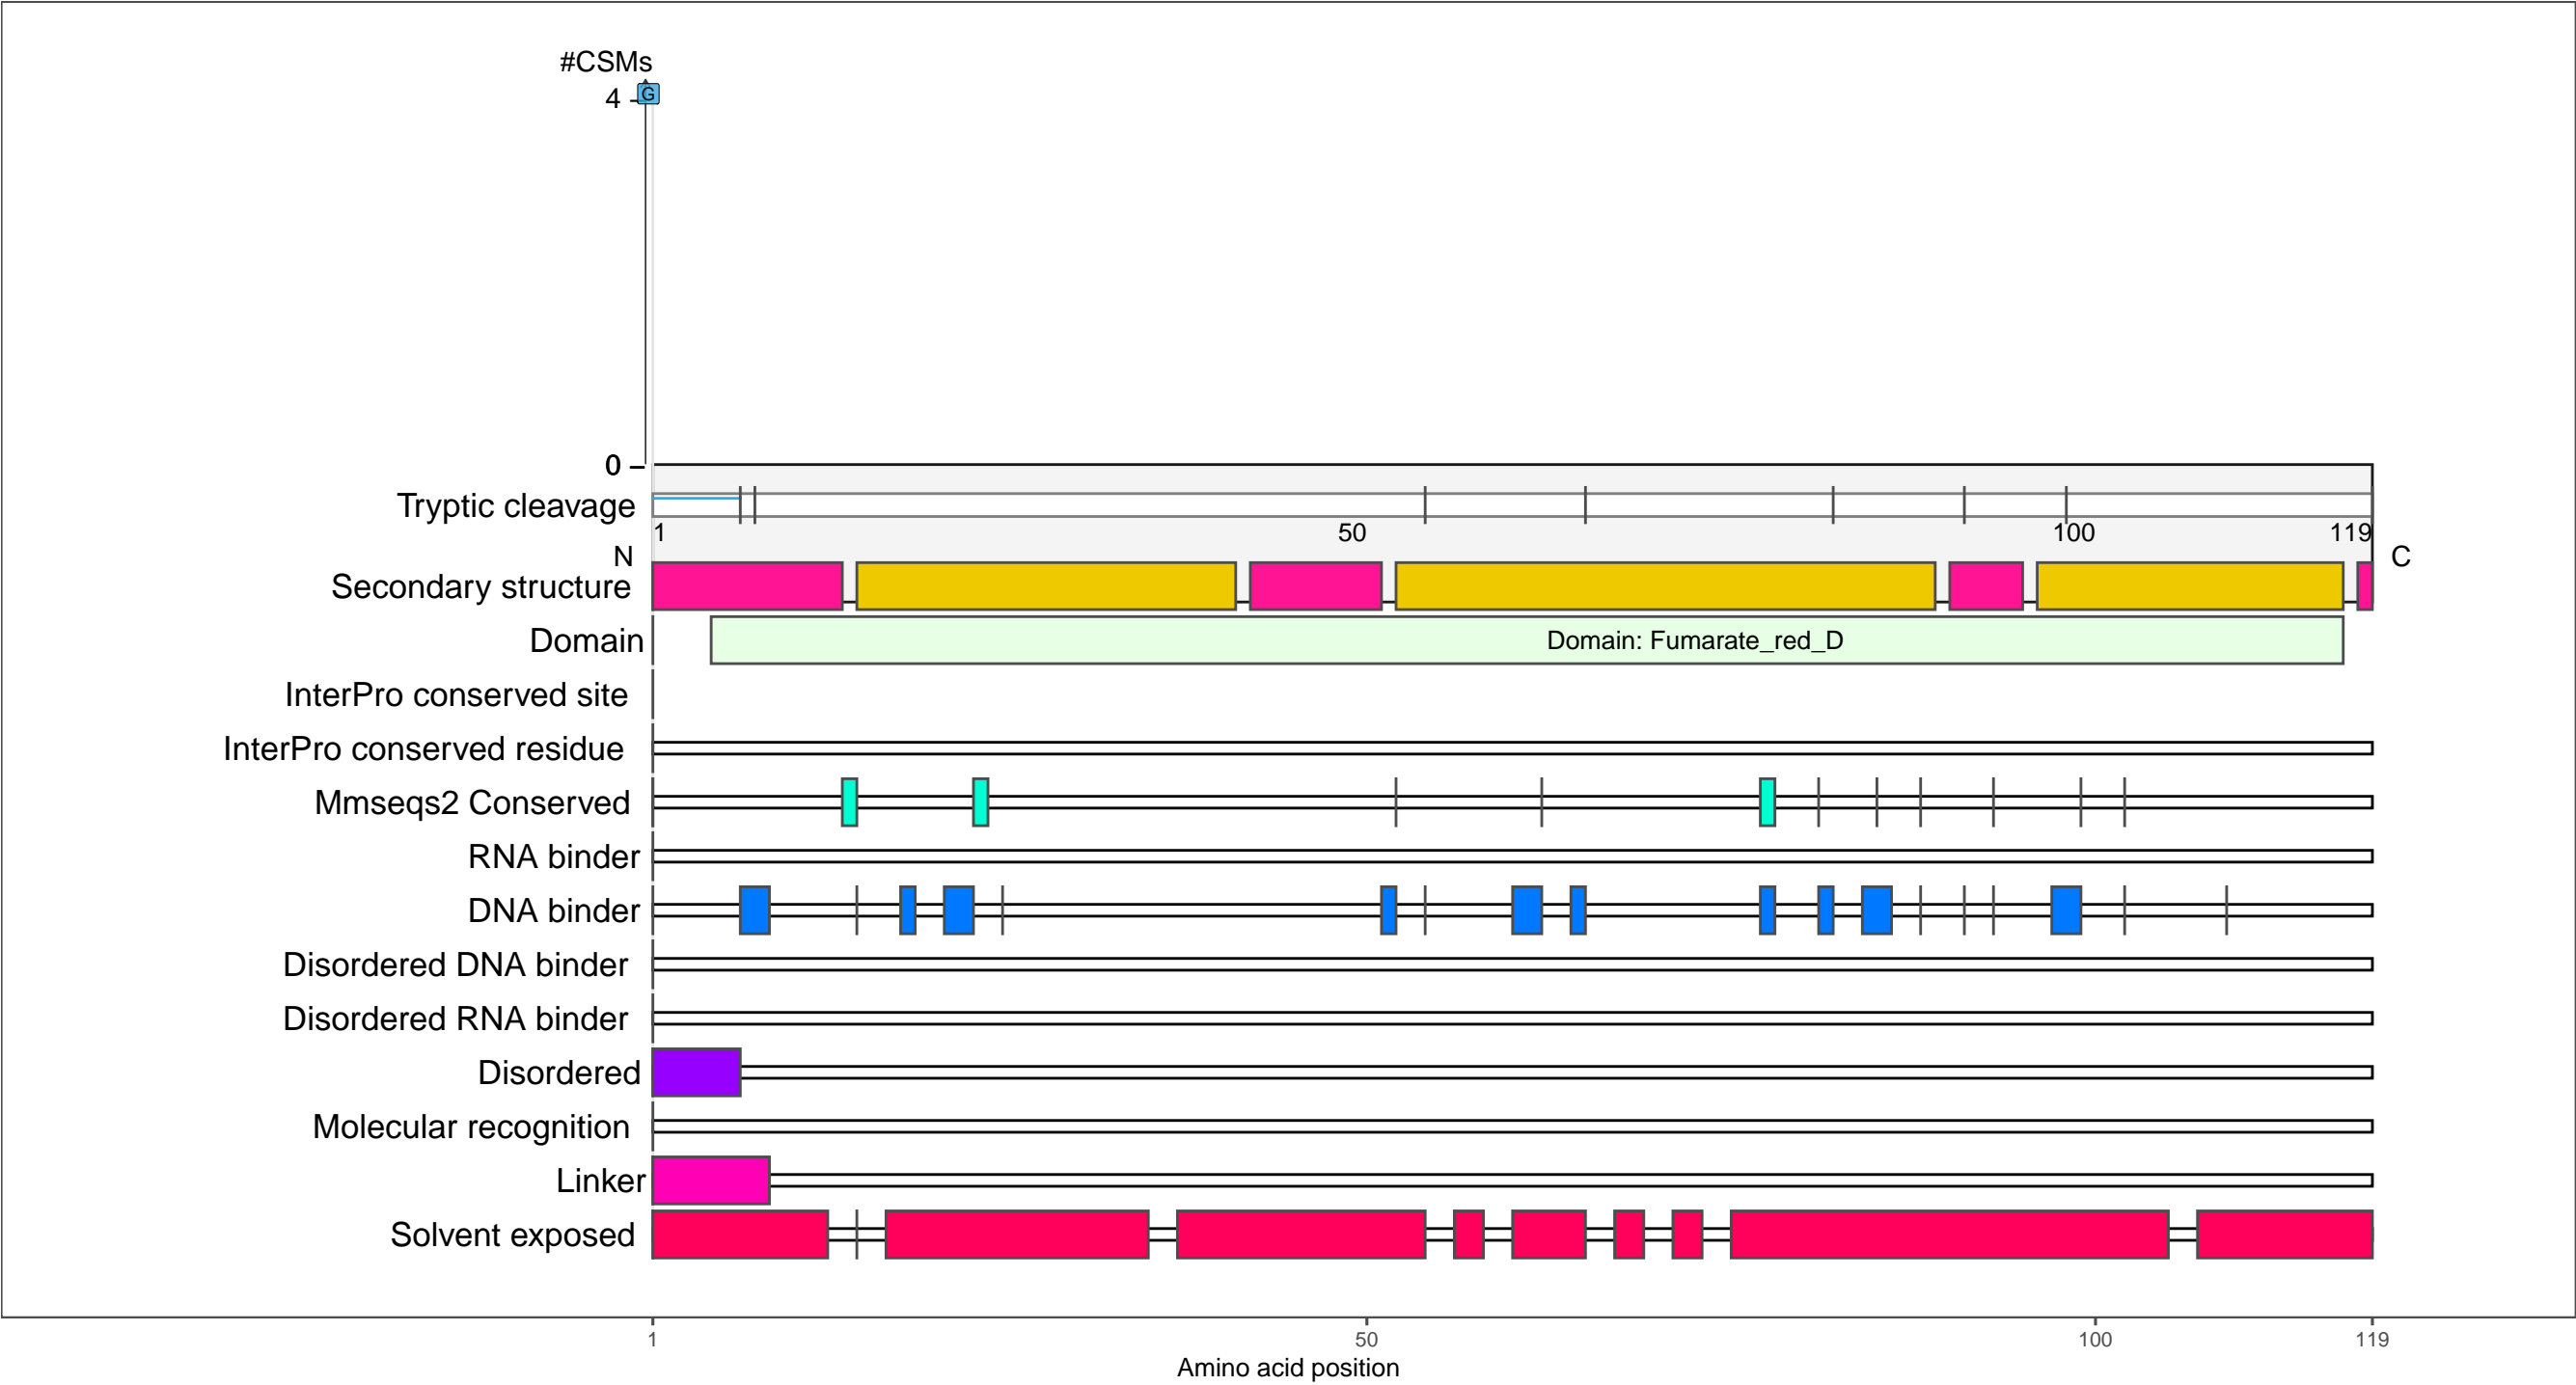 #CSMs
4
G
0
Tryptic cleavage
1 50 100 119
N C
Secondary structure
Domain
Domain: Fumarate_red_D
InterPro conserved site
InterPro conserved residue
Mmseqs2 Conserved
RNA binder
DNA binder
Disordered DNA binder
Disordered RNA binder
Disordered
Molecular recognition
Linker
Solvent exposed
1 50 100 119
Amino acid position